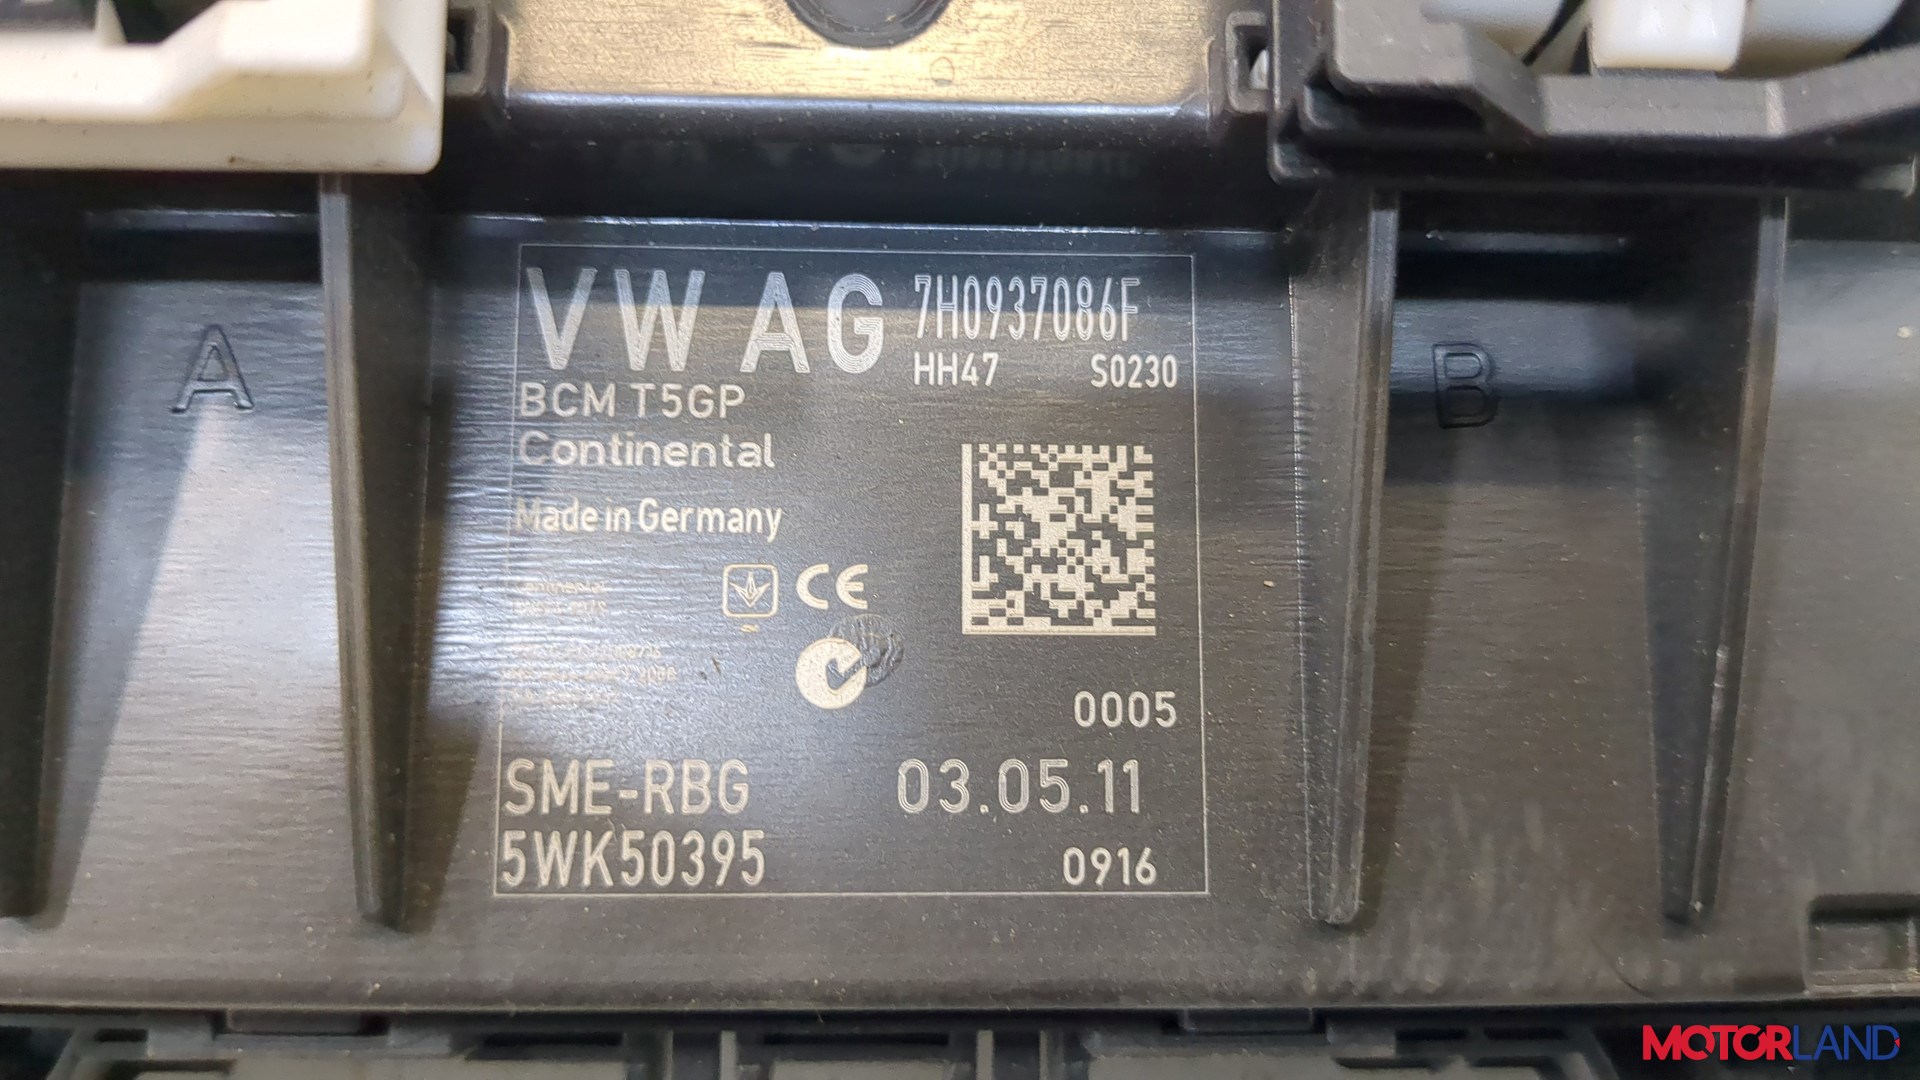 VW AG 7H0937086F
HH47 S0230
BCM T5GP
Continental
Made in Germany
CE
0005
SME-RBG 03.05.11
5WK50395 0916
A
B
MOTORLAND